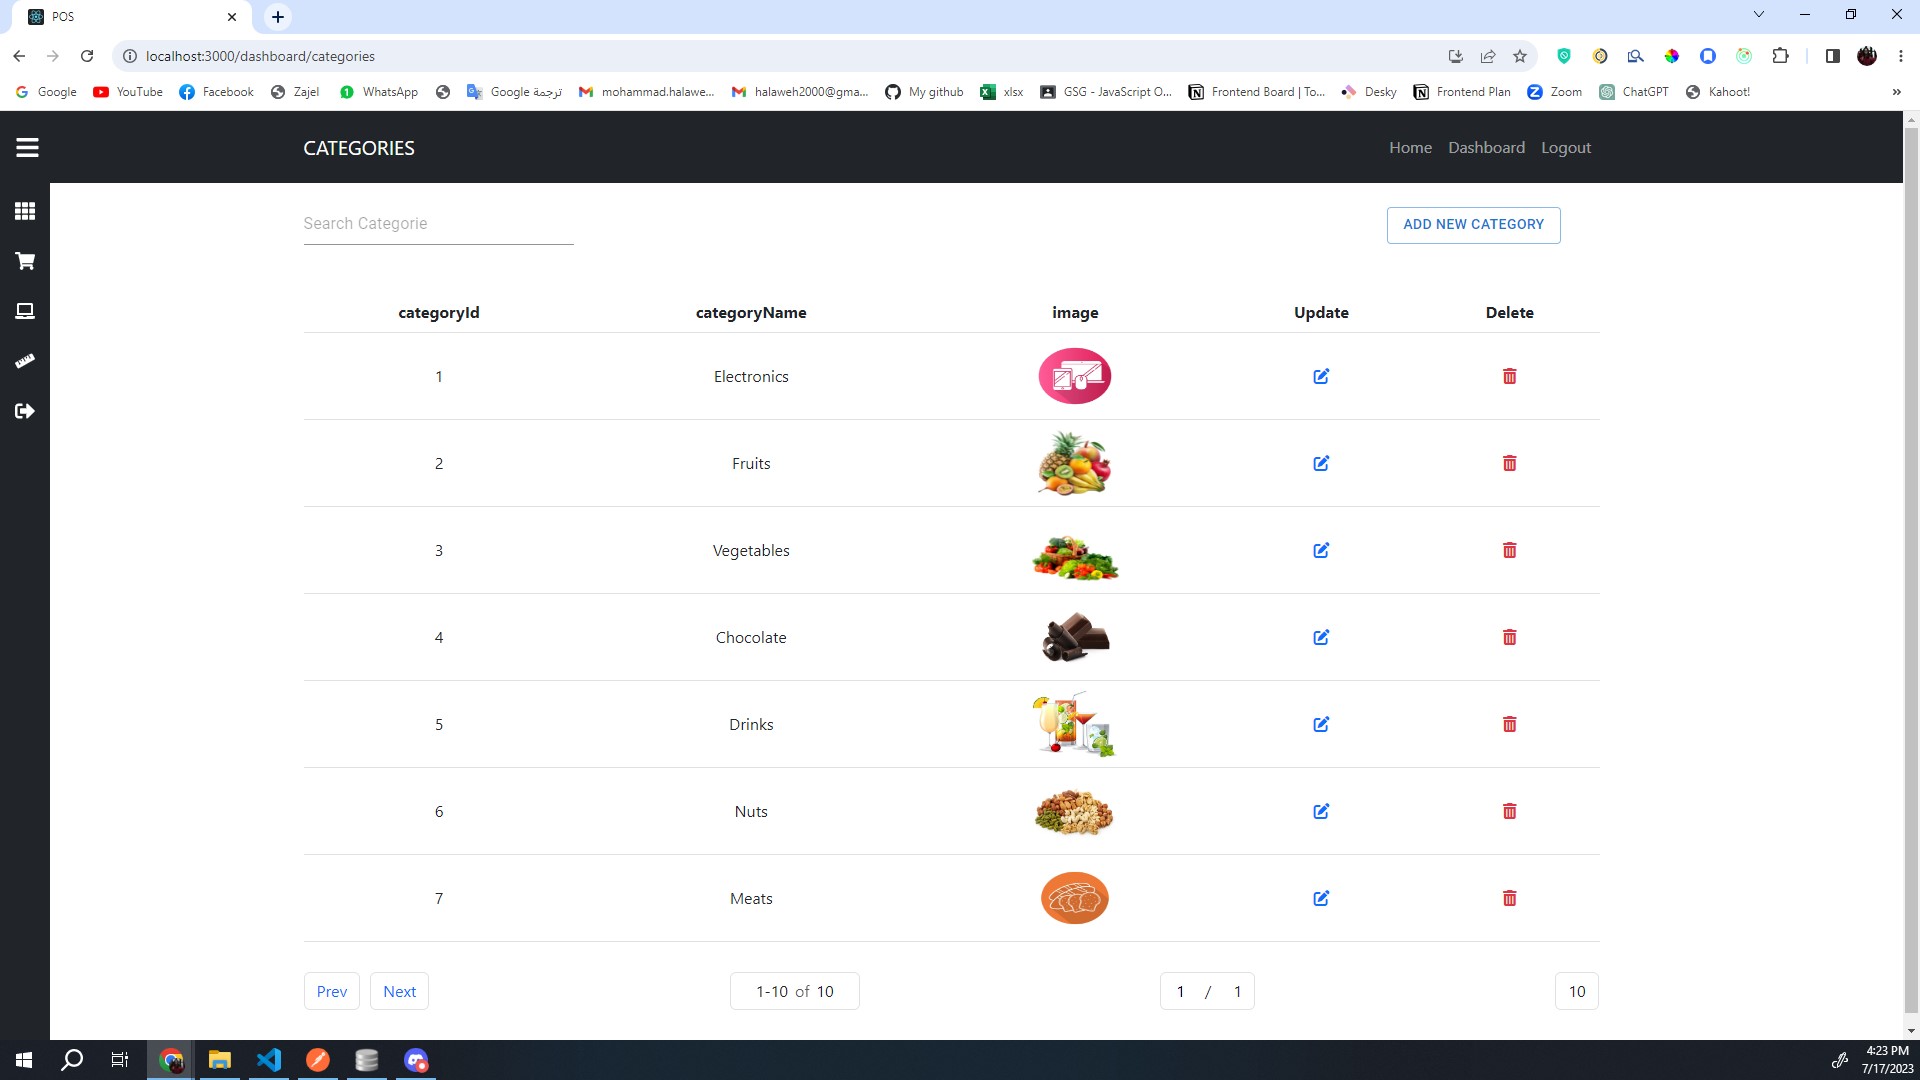 POS
localhost:3000/dashboard/categories
Google YouTube Facebook Zajel WhatsApp Google ترجمة mohammad.halawe... halaweh2000@gma... My github xlsx GSG - JavaScript O... Frontend Board | To... Desky Frontend Plan Zoom ChatGPT Kahoot! »
CATEGORIES Home Dashboard Logout
Search Categorie ADD NEW CATEGORY
categoryId categoryName image Update Delete
1 Electronics
2 Fruits
3 Vegetables
4 Chocolate
5 Drinks
6 Nuts
7 Meats
Prev Next 1-10 of 10 1 / 1 10
4:23 PM
7/17/2023